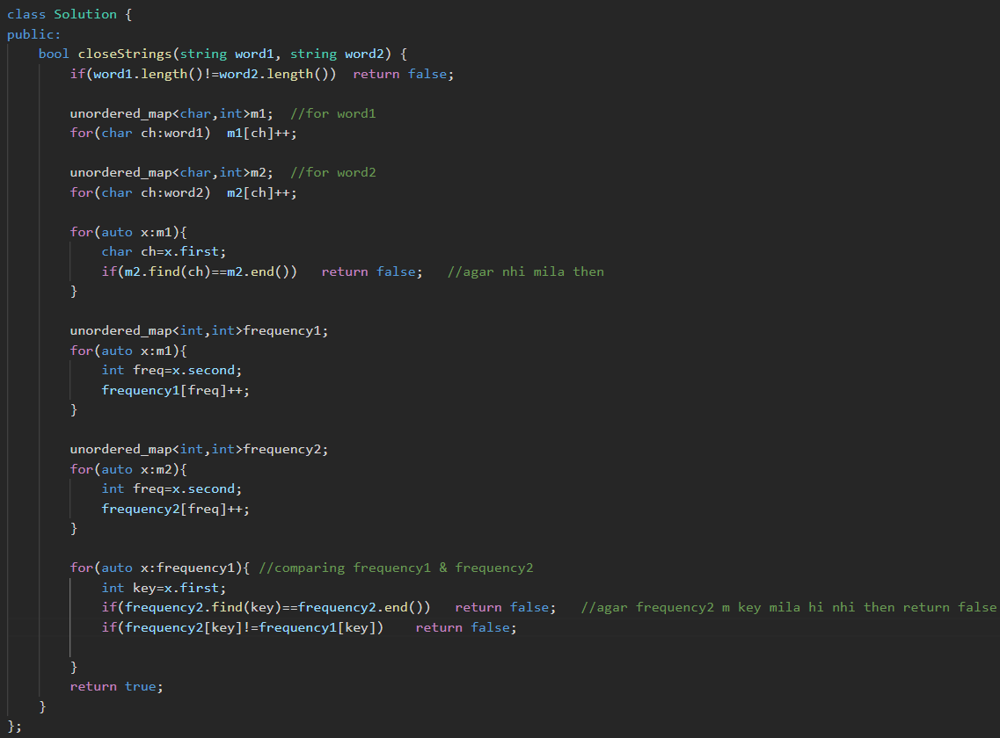 class Solution {
public:
    bool closeStrings(string word1, string word2) {
        if(word1.length()!=word2.length())  return false;

        unordered_map<char,int>m1;  //for word1
        for(char ch:word1)  m1[ch]++;

        unordered_map<char,int>m2;  //for word2
        for(char ch:word2)  m2[ch]++;

        for(auto x:m1){
            char ch=x.first;
            if(m2.find(ch)==m2.end())   return false;   //agar nhi mila then
        }

        unordered_map<int,int>frequency1;
        for(auto x:m1){
            int freq=x.second;
            frequency1[freq]++;
        }

        unordered_map<int,int>frequency2;
        for(auto x:m2){
            int freq=x.second;
            frequency2[freq]++;
        }

        for(auto x:frequency1){ //comparing frequency1 & frequency2
            int key=x.first;
            if(frequency2.find(key)==frequency2.end())   return false;   //agar frequency2 m key mila hi nhi then return false
            if(frequency2[key]!=frequency1[key])    return false;

        }
        return true;
    }
};